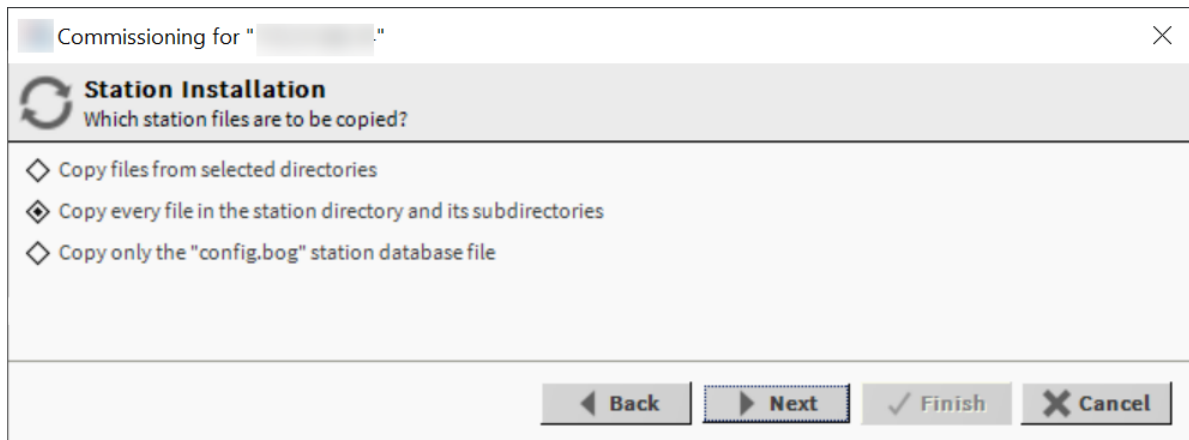 Commissioning for " "
Station Installation
Which station files are to be copied?
Copy files from selected directories
Copy every file in the station directory and its subdirectories
Copy only the "config.bog" station database file
Back Next Finish Cancel